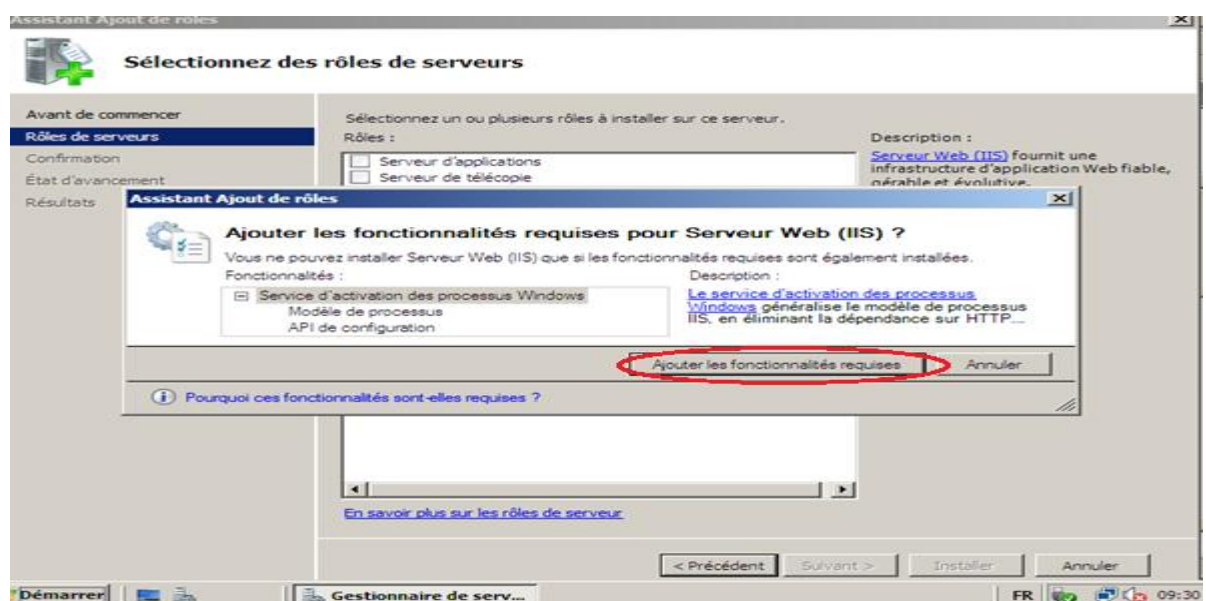 Assistant Ajout de rôles
Sélectionnez des rôles de serveurs
Avant de commencer
Rôles de serveurs
Confirmation
État d'avancement
Résultats
Sélectionnez un ou plusieurs rôles à installer sur ce serveur.
Rôles :
Serveur d'applications
Serveur de télécopie
Description :
Serveur Web (IIS) fournit une
infrastructure d'application Web fiable,
gérable et évolutive.
Assistant Ajout de rôles
Ajouter les fonctionnalités requises pour Serveur Web (IIS) ?
Vous ne pouvez installer Serveur Web (IIS) que si les fonctionnalités requises sont également installées.
Fonctionnalités :
Service d'activation des processus Windows
Modèle de processus
API de configuration
Description :
Le service d'activation des processus
Windows généralise le modèle de processus
IIS, en éliminant la dépendance sur HTTP....
Ajouter les fonctionnalités requises
Annuler
Pourquoi ces fonctionnalités sont-elles requises ?
En savoir plus sur les rôles de serveur
< Précédent
Suivant >
Installer
Annuler
Démarrer
Gestionnaire de serv...
FR
09:30